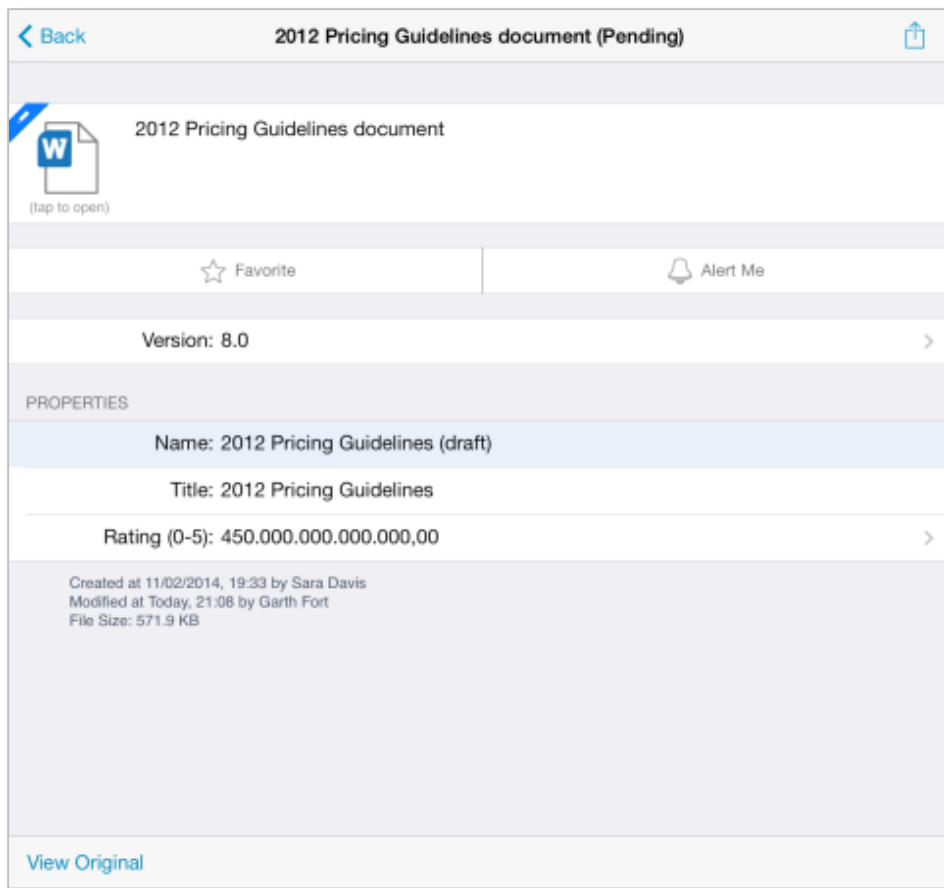 Back
2012 Pricing Guidelines document (Pending)
2012 Pricing Guidelines document
W
(tap to open)
Favorite
Alert Me
Version: 8.0
PROPERTIES
Name: 2012 Pricing Guidelines (draft)
Title: 2012 Pricing Guidelines
Rating (0-5): 450.000.000.000.000,00
Created at 11/02/2014, 19:33 by Sara Davis
Modified at Today, 21:08 by Garth Fort
File Size: 571.9 KB
View Original